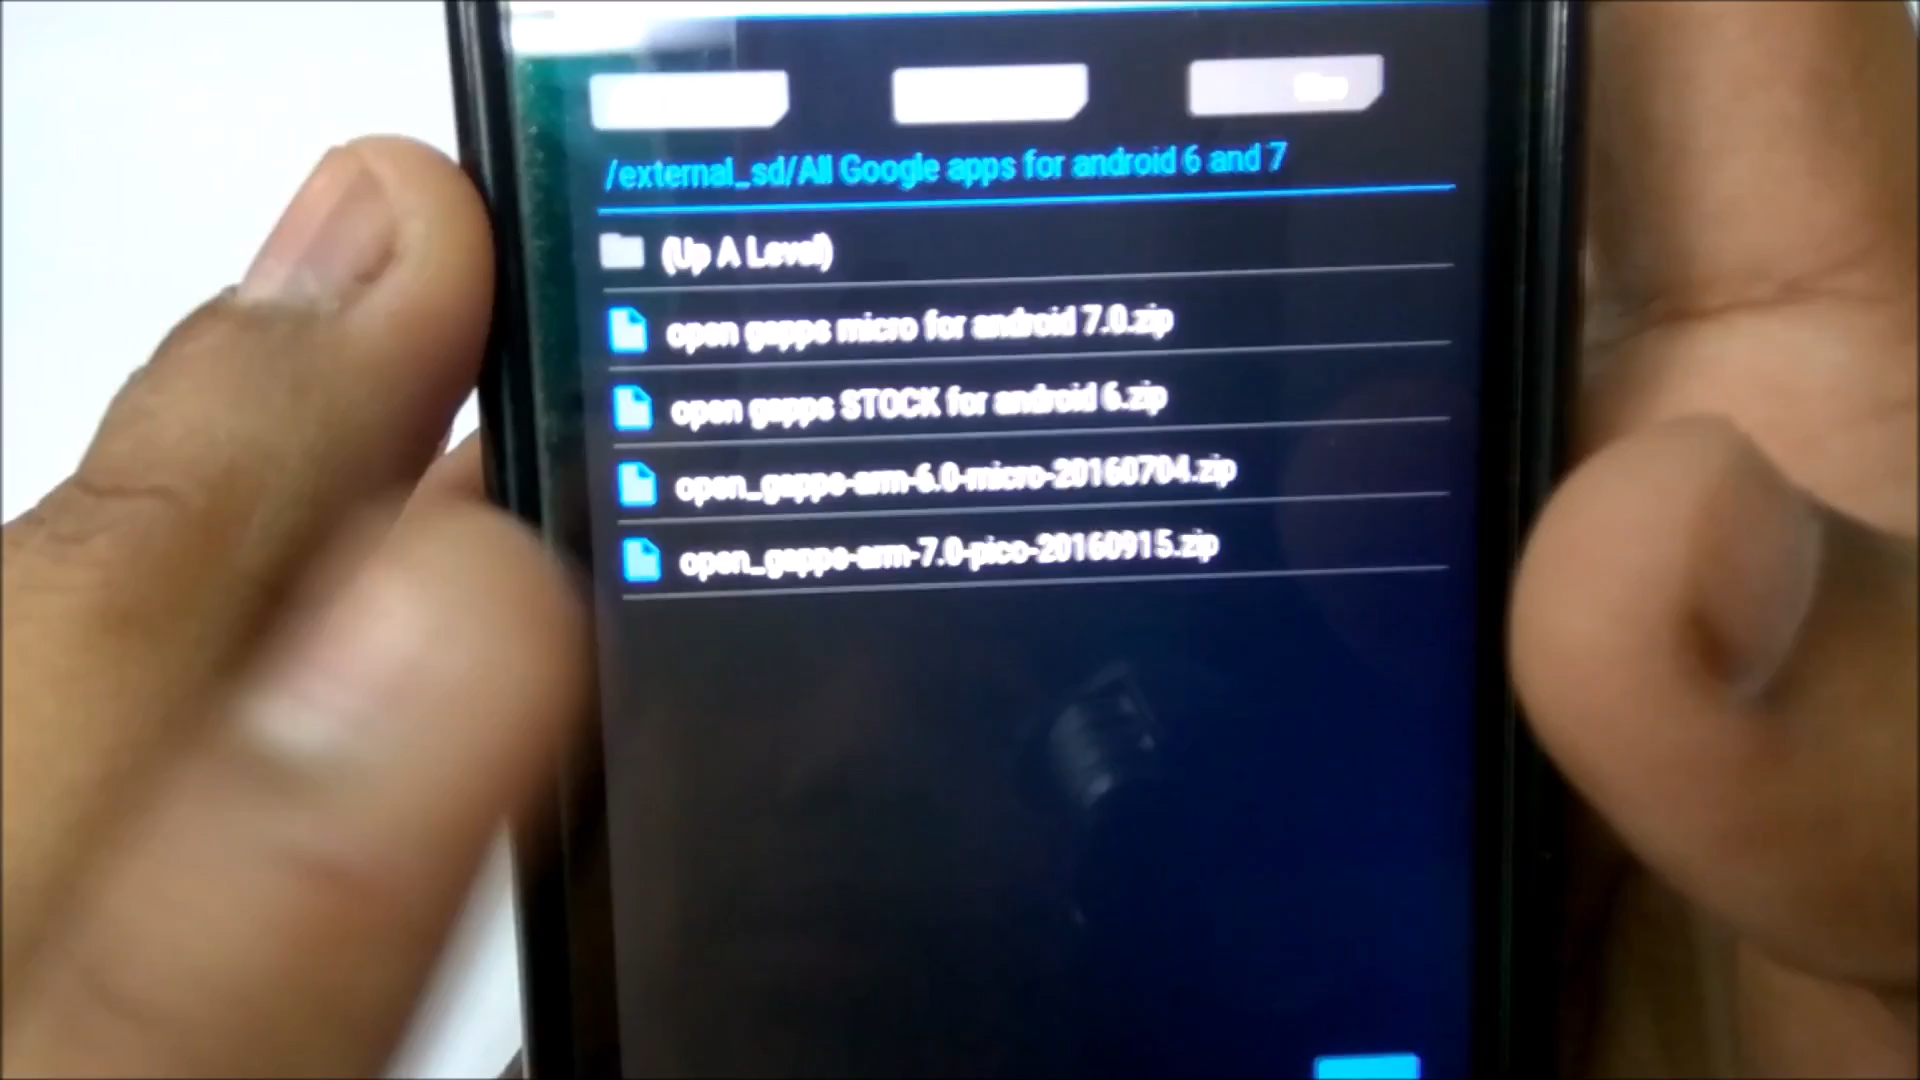 /external_sd/All Google apps for android 6 and 7
(Up A Level)
open gapps micro for android 7.0.zip
open gapps STOCK for android 6.zip
open_gapps-arm-6.0-micro-20160704.zip
open_gapps-arm-7.0-pico-20160915.zip